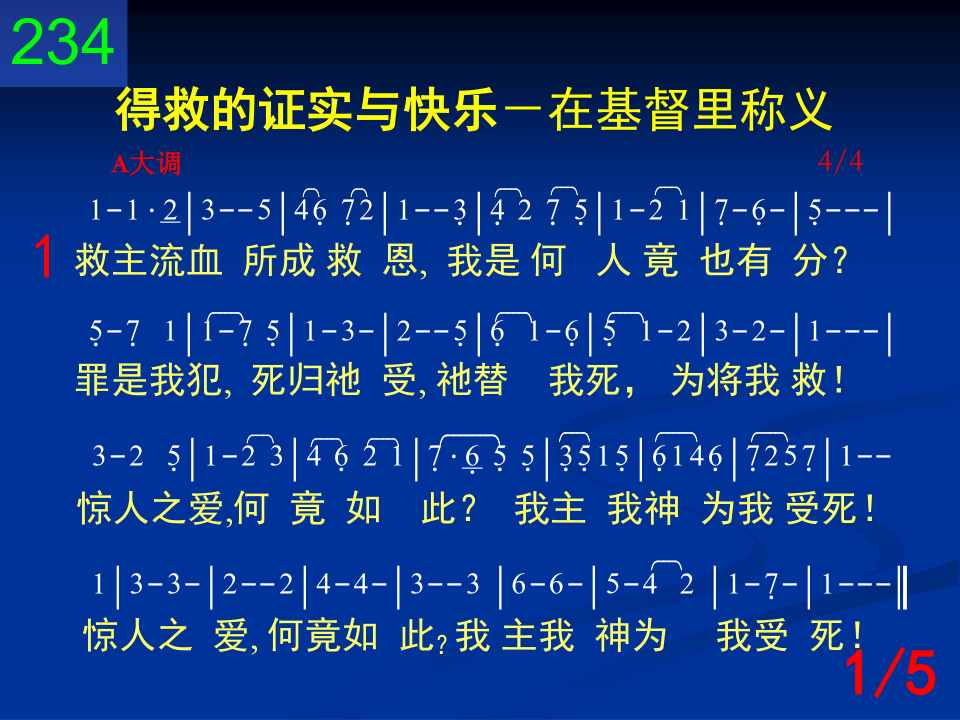 234
得救的证实与快乐－在基督里称义
A大调 4/4
1-1·2|3--5|46 72|1--3|4 2 7 5|1-2 1|7-6-|5---|
1 救主流血 所成 救 恩, 我是 何 人 竟 也有 分?
5-7 1|1-7 5|1-3-|2--5|6 1-6|5 1-2|3-2-|1---|
罪是我犯, 死归祂 受, 祂替 我死， 为将我 救!
3-2 5|1-2 3|4 6 2 1|7·6 5 5|3515|6146|7257|1--
惊人之爱,何 竟 如 此? 我主 我神 为我 受死!
1|3-3-|2--2|4-4-|3--3|6-6-|5-4 2|1-7-|1---‖
惊人之 爱, 何竟如 此? 我 主我 神为 我受 死!
1/5